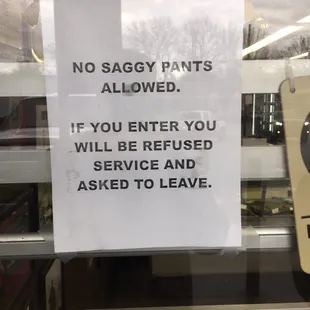 NO SAGGY PANTS
ALLOWED.
IF YOU ENTER YOU
WILL BE REFUSED
SERVICE AND
ASKED TO LEAVE.